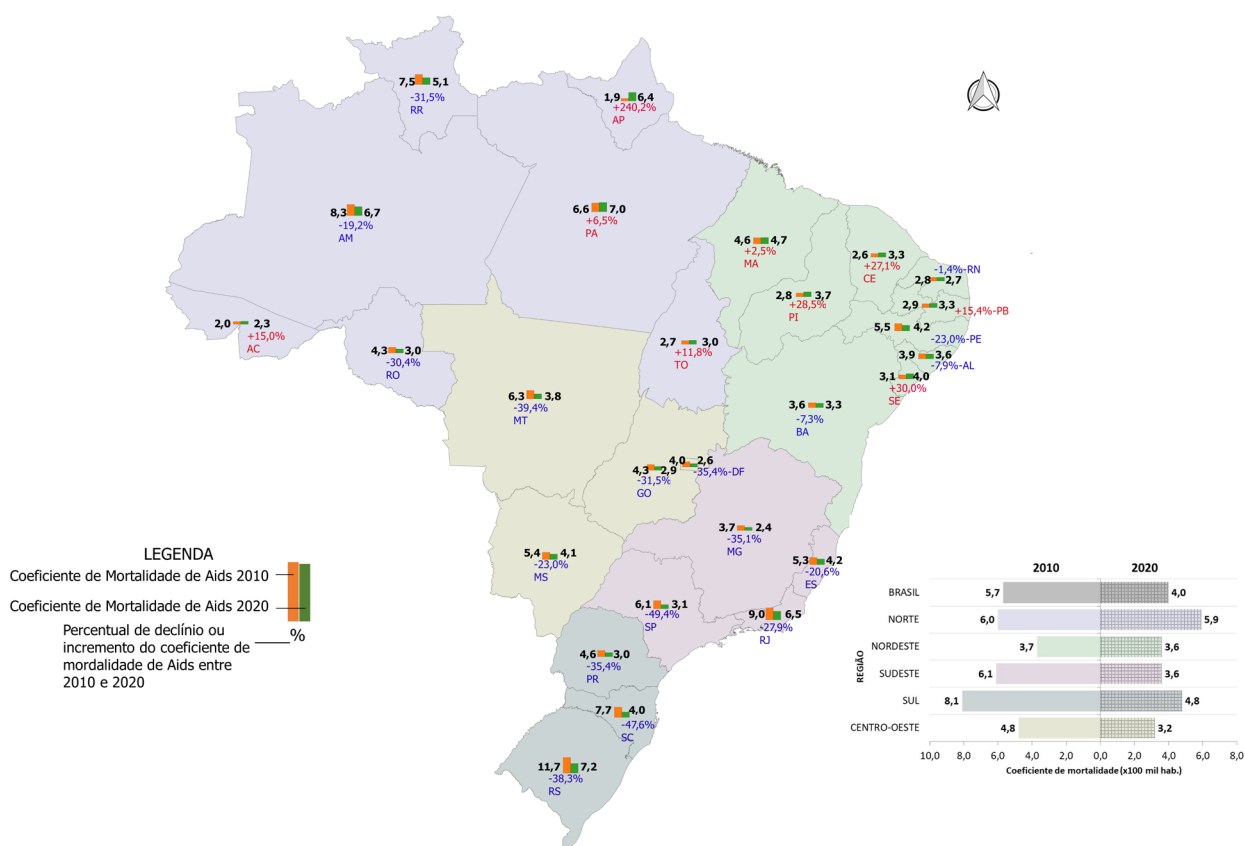 7,5 5,1
-31,5%
RR
1,9 6,4
+240,2%
AP
8,3 6,7
-19,2%
AM
6,6 7,0
+6,5%
PA
4,6 4,7
+2,5%
MA
2,6 3,3
+27,1%
CE
-1,4%-RN
2,8 2,7
2,8 3,7
+28,5%
PI
2,9 3,3
+15,4%-PB
5,5 4,2
-23,0%-PE
2,0 2,3
+15,0%
AC
4,3 3,0
-30,4%
RO
2,7 3,0
+11,8%
TO
3,9 3,6
-7,9%-AL
3,1 4,0
+30,0%
SE
6,3 3,8
-39,4%
MT
3,6 3,3
-7,3%
BA
4,0 2,6
-35,4%-DF
4,3 2,9
-31,5%
GO
3,7 2,4
-35,1%
MG
5,4 4,1
-23,0%
MS
5,3 4,2
-20,6%
ES
6,1 3,1
-49,4%
SP
9,0 6,5
-27,9%
RJ
4,6 3,0
-35,4%
PR
7,7 4,0
-47,6%
SC
11,7 7,2
-38,3%
RS
LEGENDA
Coeficiente de Mortalidade de Aids 2010
Coeficiente de Mortalidade de Aids 2020
Percentual de declínio ou
incremento do coeficiente de
mordalidade de Aids entre
2010 e 2020
%
2010 2020
REGIÃO
BRASIL 5,7 4,0
NORTE 6,0 5,9
NORDESTE 3,7 3,6
SUDESTE 6,1 3,6
SUL 8,1 4,8
CENTRO-OESTE 4,8 3,2
10,0 8,0 6,0 4,0 2,0 0,0 2,0 4,0 6,0 8,0
Coeficiente de mortalidade (x100 mil hab.)